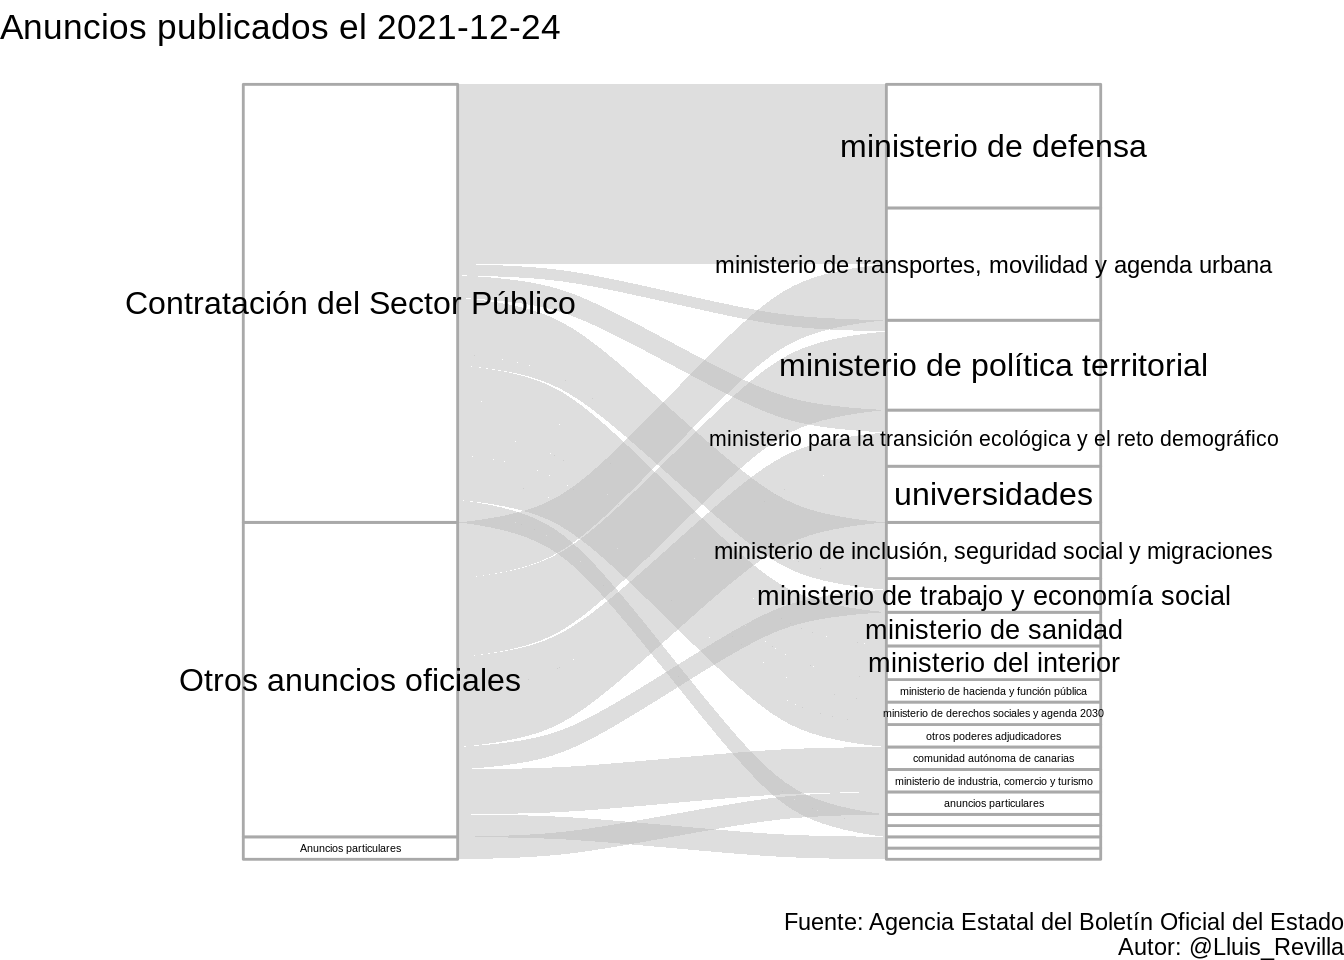 Anuncios publicados el 2021-12-24
Contratación del Sector Público
Otros anuncios oficiales
Anuncios particulares
ministerio de defensa
ministerio de transportes, movilidad y agenda urbana
ministerio de política territorial
ministerio para la transición ecológica y el reto demográfico
universidades
ministerio de inclusión, seguridad social y migraciones
ministerio de trabajo y economía social
ministerio de sanidad
ministerio del interior
ministerio de hacienda y función pública
ministerio de derechos sociales y agenda 2030
otros poderes adjudicadores
comunidad autónoma de canarias
ministerio de industria, comercio y turismo
anuncios particulares
Fuente: Agencia Estatal del Boletín Oficial del Estado
Autor: @Lluis_Revilla